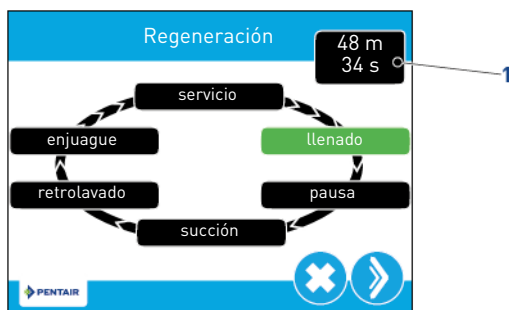 Regeneración
48 m
34 s
1
servicio
enjuague
llenado
retrolavado
pausa
succión
PENTAIR